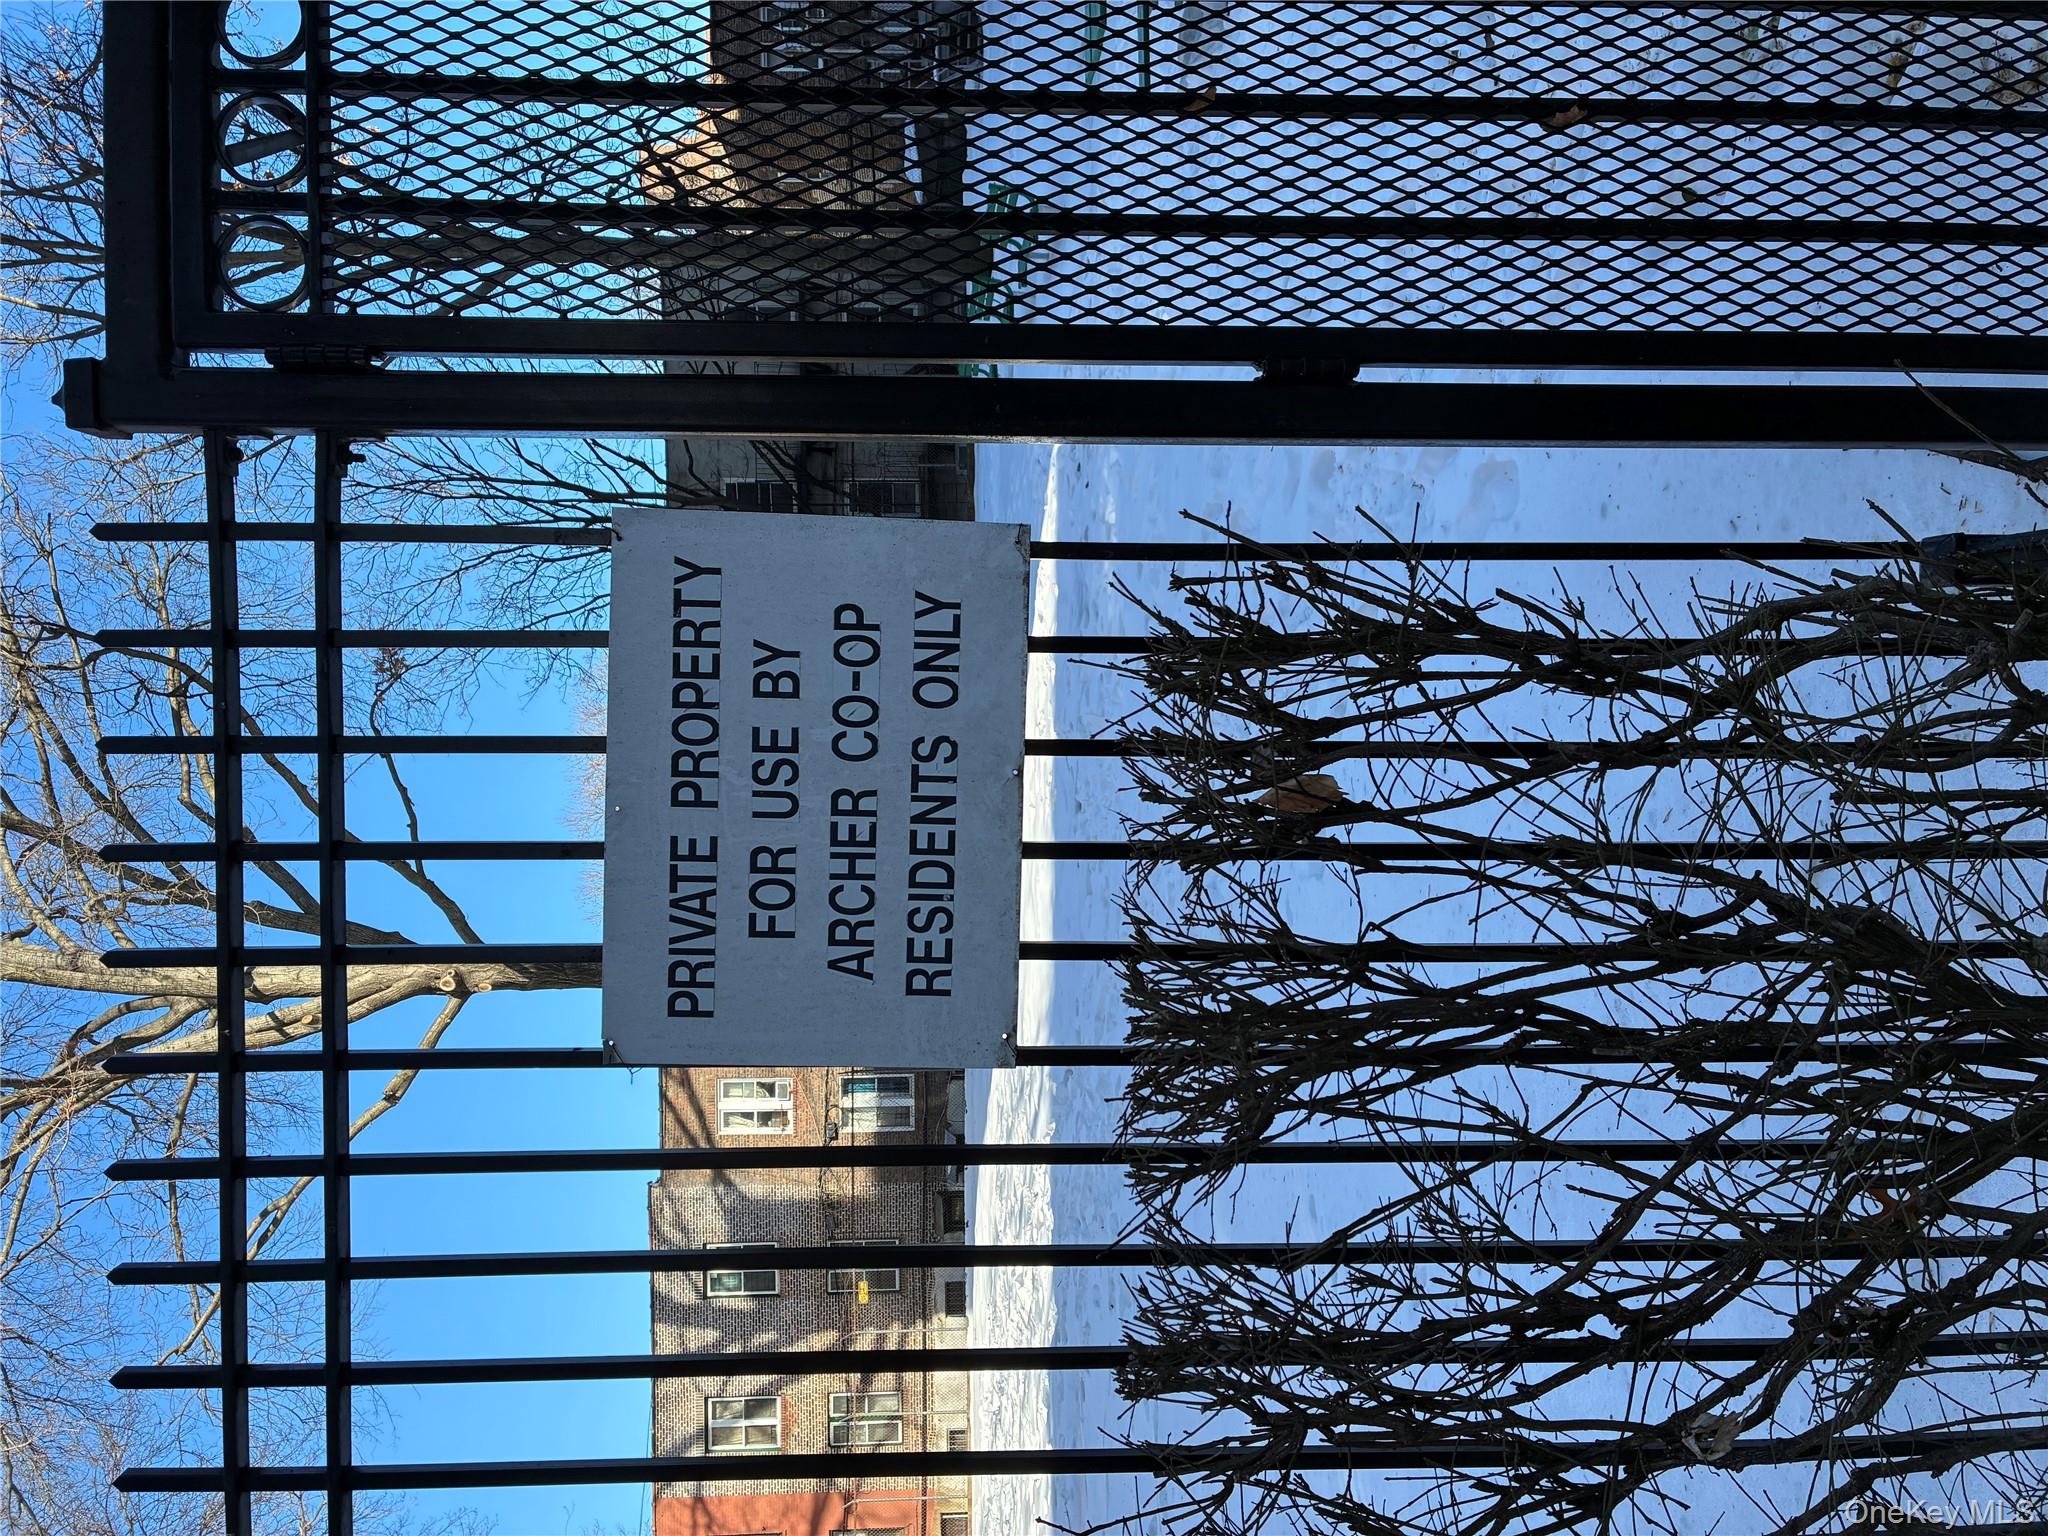 PRIVATE PROPERTY
FOR USE BY
ARCHER CO-OP
RESIDENTS ONLY
OneKey MLS